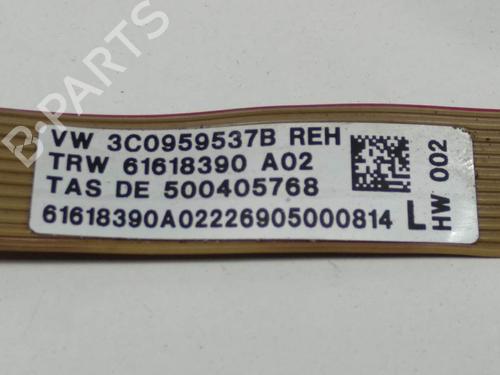 VW 3C0959537B REH
TRW 61618390 A02
TAS DE 500405768
61618390A02226905000814
L
HW 002
B-PARTS